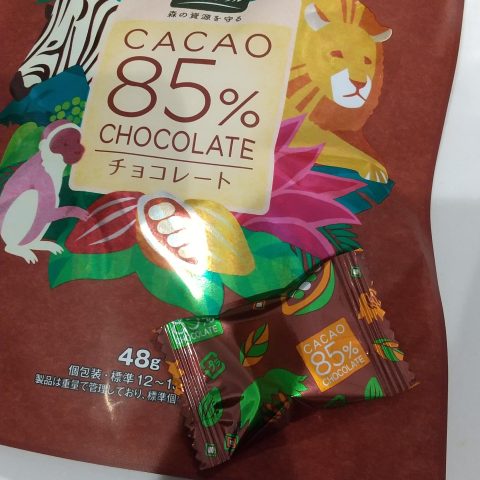 森の資源を守る
CACAO
85%
CHOCOLATE
チョコレート
48g
個包装・標準12〜1
製品は重量で管理しており、標準個
85%
CHOCOLATE
CACAO
85%
CHOCOLATE